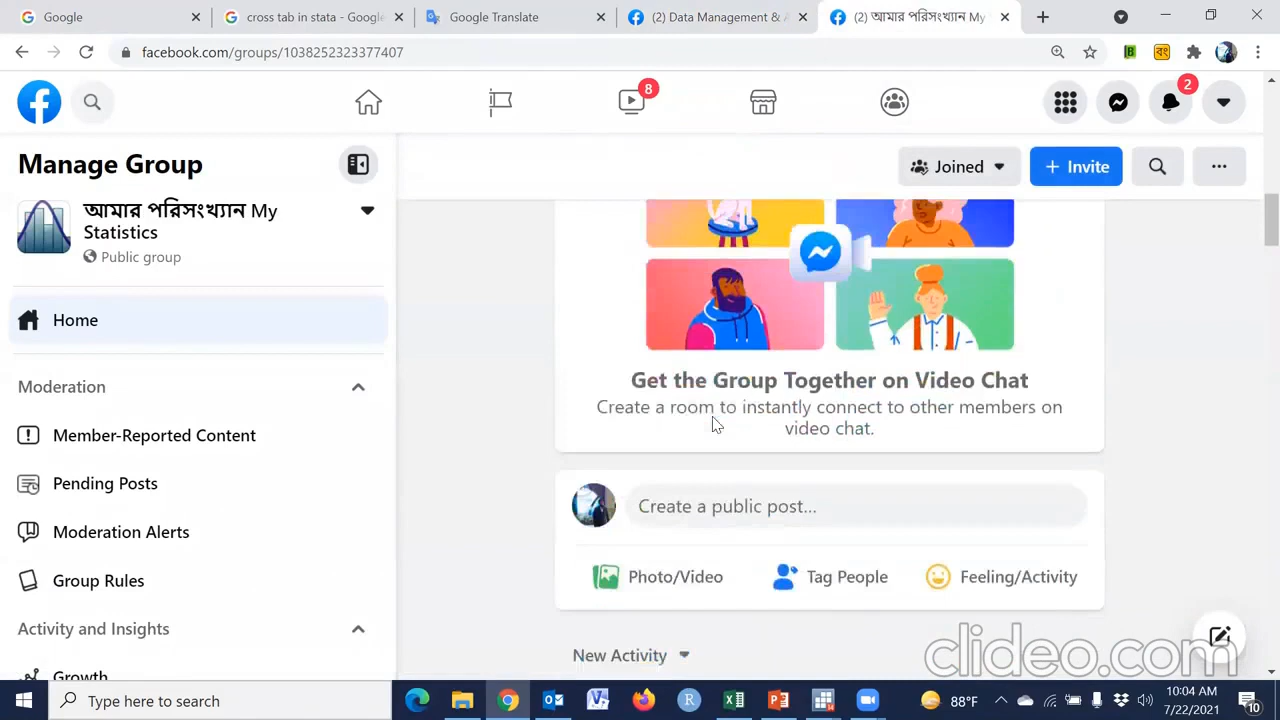 Google
cross tab in stata - Google
Google Translate
(2) Data Management &
(2) আমার পরিসংখ্যান My
facebook.com/groups/1038252323377407
8
2
Manage Group
Joined
Invite
আমার পরিসংখ্যান My
Statistics
Public group
Home
Moderation
Member-Reported Content
Pending Posts
Moderation Alerts
Group Rules
Activity and Insights
Growth
Get the Group Together on Video Chat
Create a room to instantly connect to other members on
video chat.
Create a public post...
Photo/Video
Tag People
Feeling/Activity
New Activity
clideo.com
Type here to search
88°F
10:04 AM
7/22/2021
10